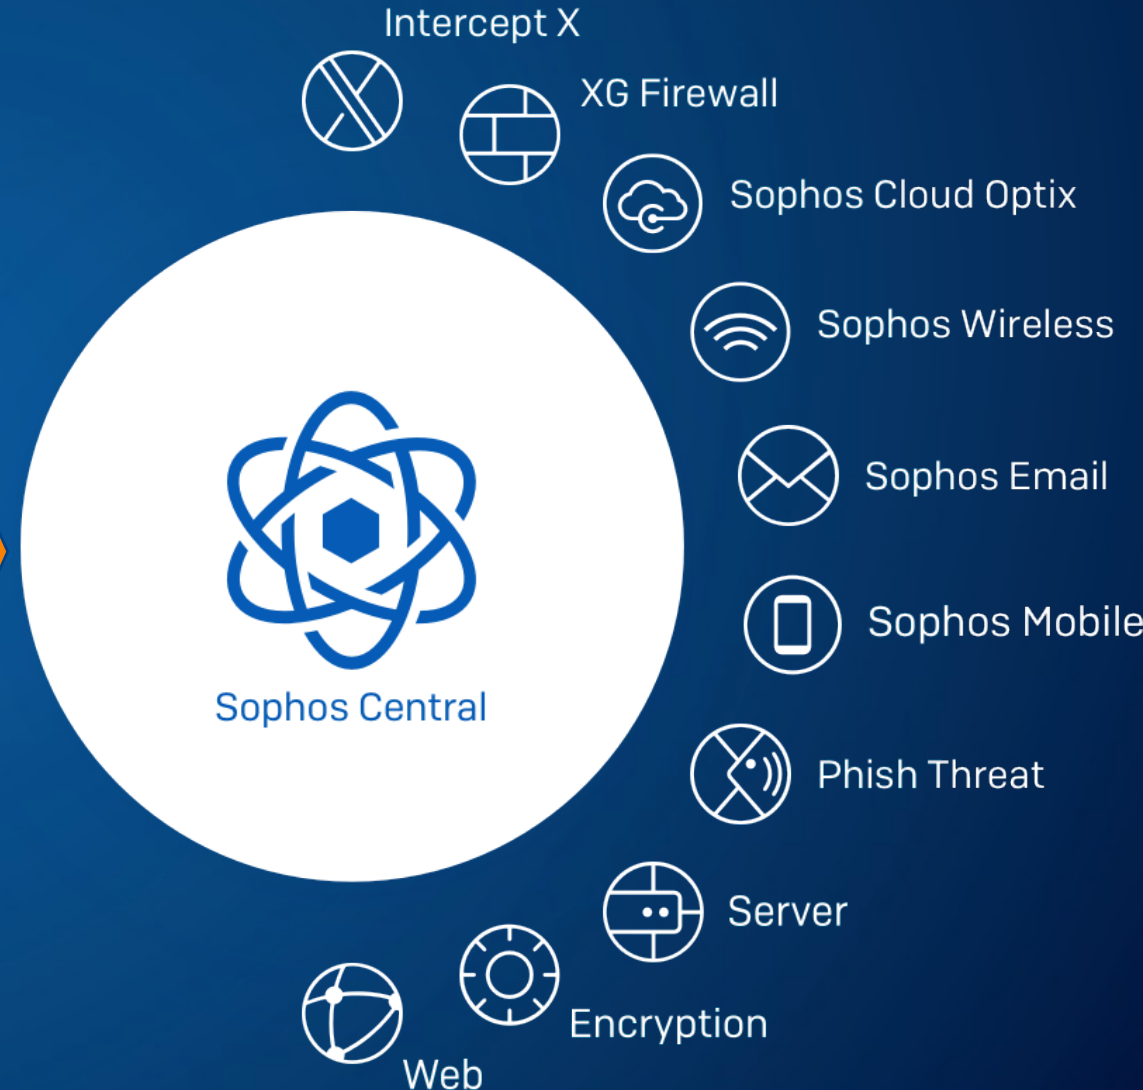 Intercept X
XG Firewall
Sophos Cloud Optix
Sophos Wireless
Sophos Email
Sophos Mobile
Sophos Central
Phish Threat
Server
Encryption
Web